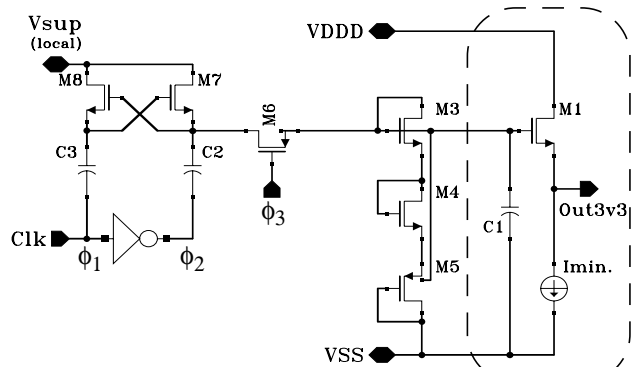 Vsup
(local)
M8
M7
C3
C2
Clk
ϕ1
ϕ2
M6
ϕ3
VDDD
M3
M4
M5
VSS
C1
M1
Out3v3
Imin.